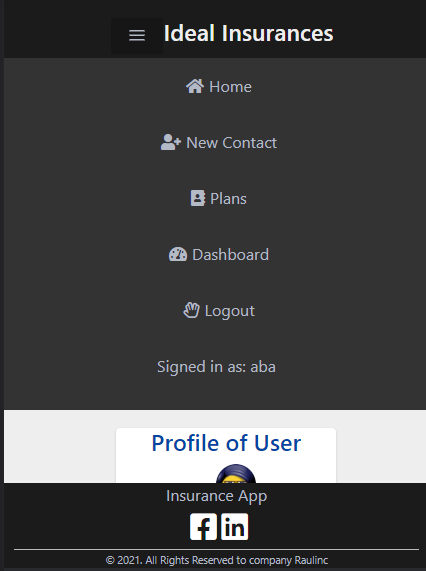 Ideal Insurances
Home
New Contact
Plans
Dashboard
Logout
Signed in as: aba
Profile of User
Insurance App
© 2021. All Rights Reserved to company Raulinc